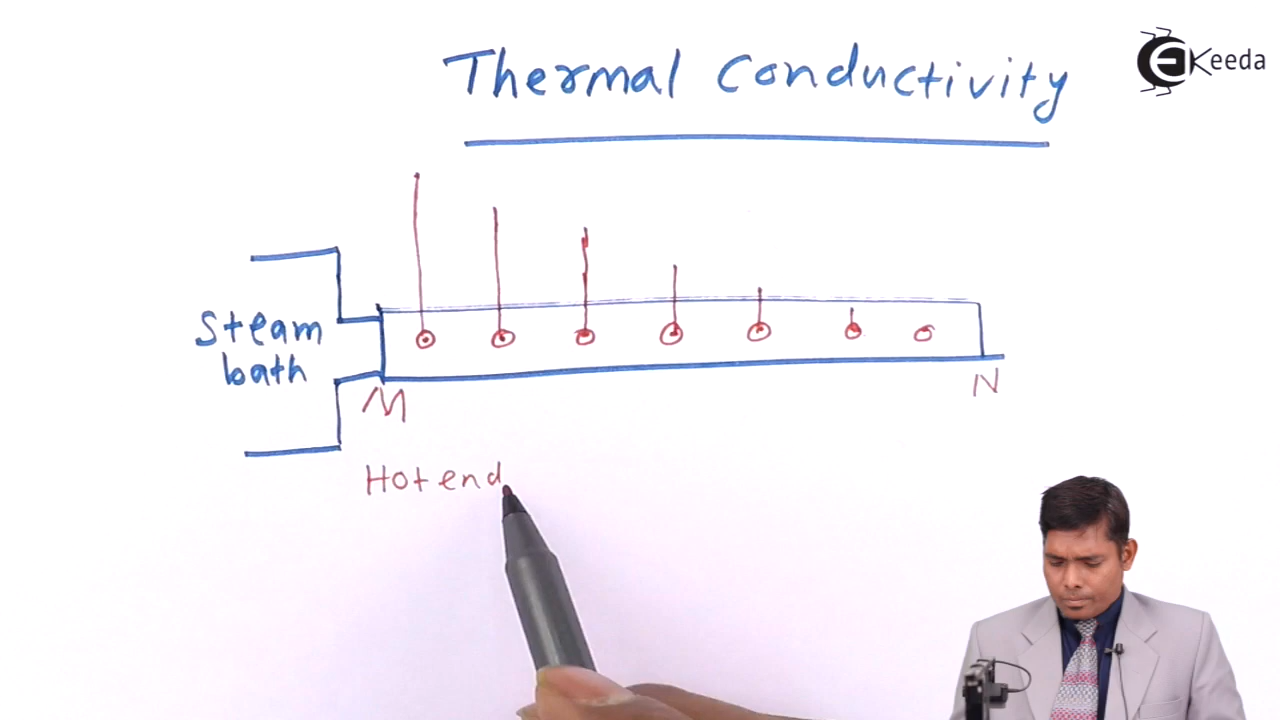 Thermal Conductivity
EKeeda
Steam
bath
M
N
Hot end